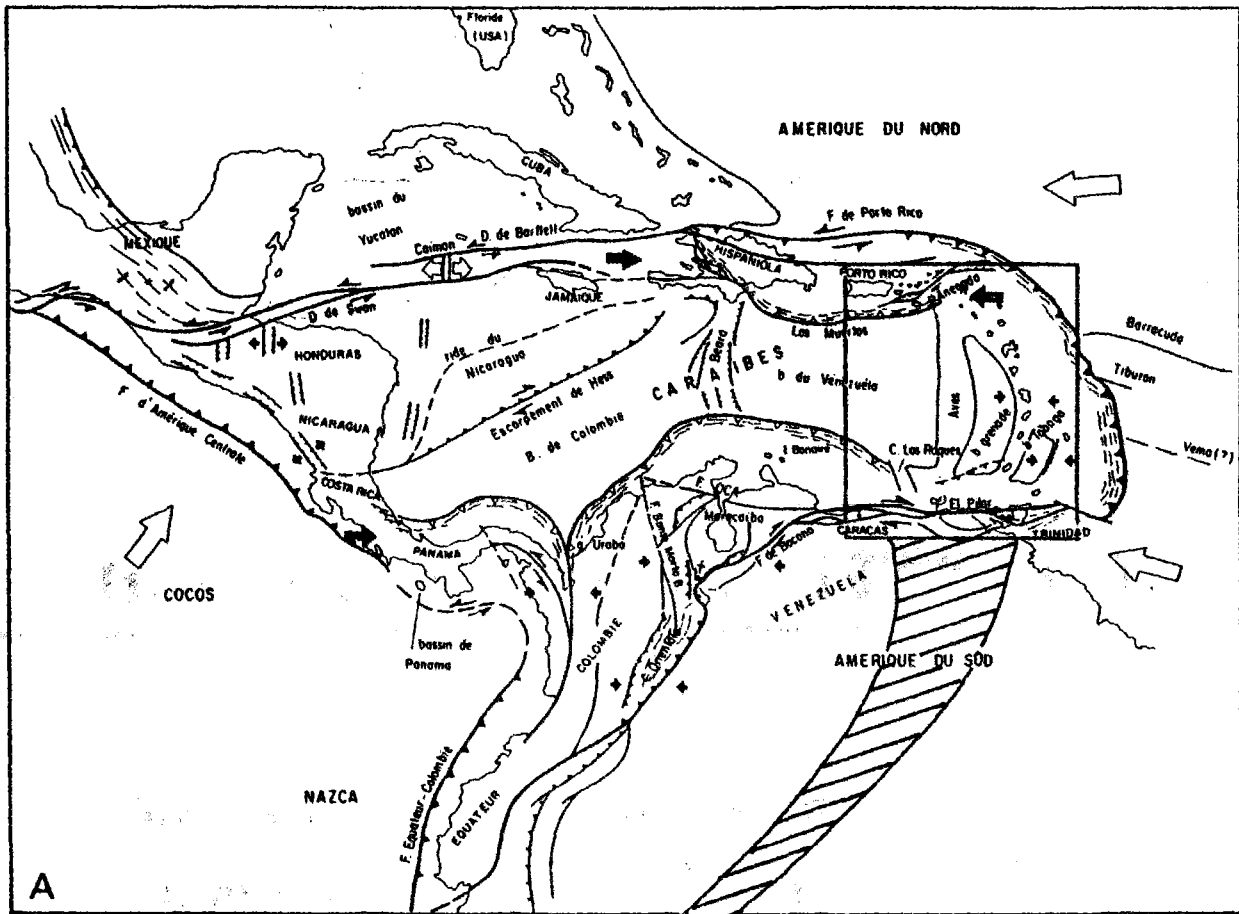 Floride
(USA)
AMÉRIQUE DU NORD
CUBA
bassin du
Yucatan
MEXIQUE
Caiman
D. de Bartlett
F de Porto Rico
HISPANIOLA
PORTO RICO
JAMAIQUE
D de Swan
Barracuda
Los Muertos
HONDURAS
ride du
Nicaragua
Beata
CARAIBES
b du Venezuela
Tiburon
F d'Amérique Centrale
NICARAGUA
Escarpement de Hess
Aves
b grenade
b Tobago
B. de Colombie
Vema(?)
C. Los Roques
I Bonaire
COSTA RICA
F. OCA
El Pilar
Maracaibo
CARACAS
TRINIDAD
PANAMA
g Uraba
F de Bocono
COCOS
VENEZUELA
bassin de
Panama
COLOMBIE
AMÉRIQUE DU SUD
NAZCA
F. Equateur-Colombie
EQUATEUR
A